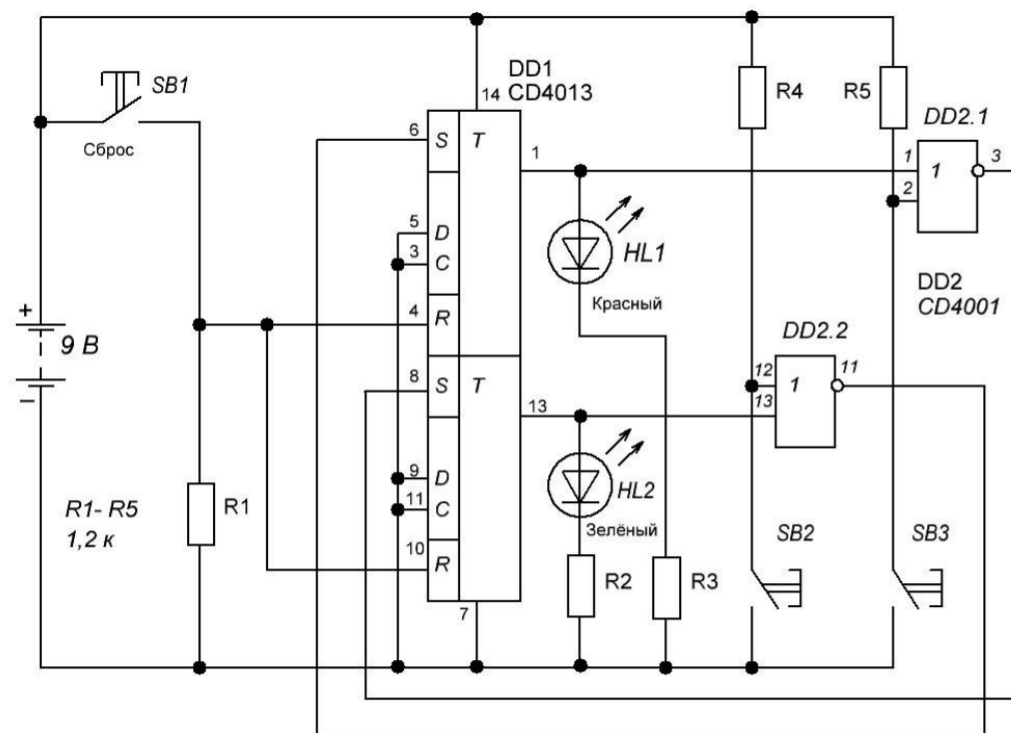 SB1
Сброс
DD1
CD4013
14
6 S T
1
5 D
3 C
4 R
8 S T
13
9 D
11 C
10 R
7
HL1
Красный
HL2
Зелёный
R4
R5
DD2.1
1
2
1
3
DD2
CD4001
DD2.2
12
13
1
11
+
9 В
−
R1- R5
1,2 к
R1
R2
R3
SB2
SB3